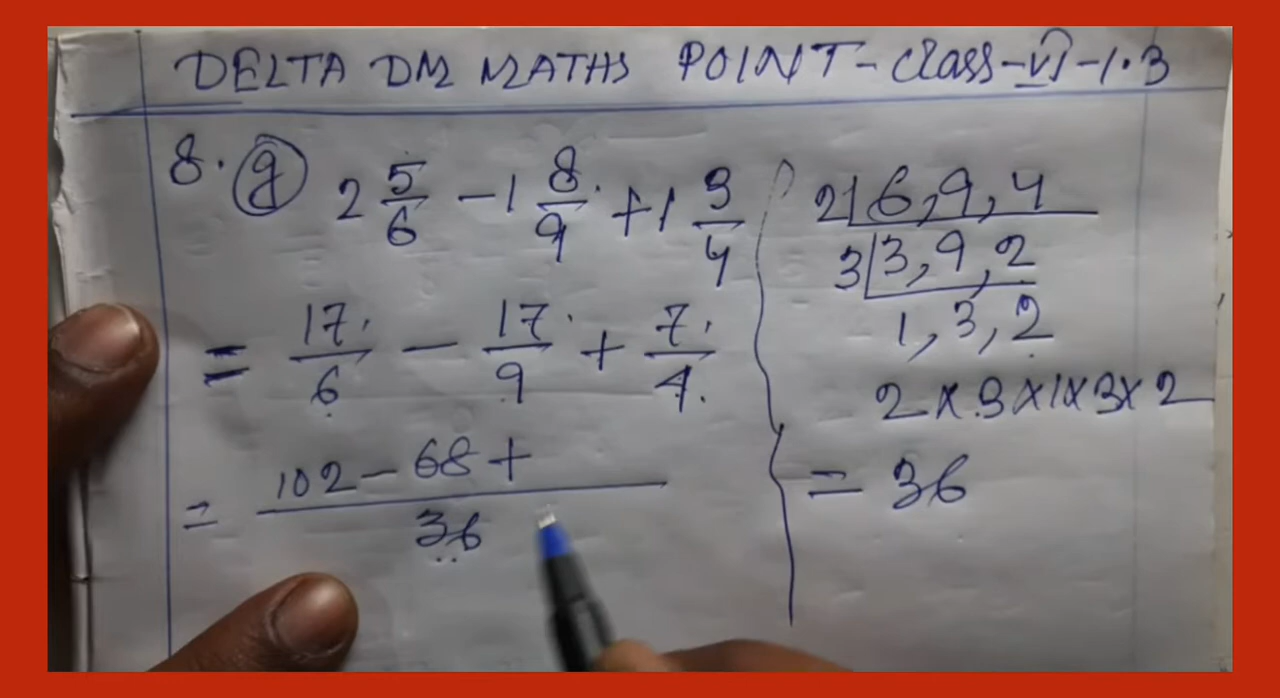 DELTA DM MATHS POINT - Class - VI - 1.3
8. (g) 2 5/6 - 1 8/9 + 1 3/4
= 17/6 - 17/9 + 7/4
= 102 - 68 + / 36
2 | 6, 9, 4
3 | 3, 9, 2
1, 3, 2
2 x 3 x 1 x 3 x 2
= 36